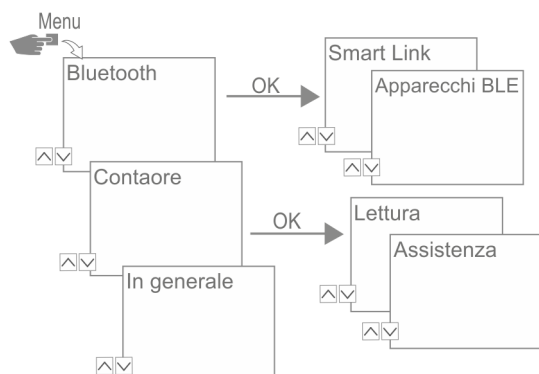 Menu
Bluetooth
OK
Smart Link
Apparecchi BLE
Contaore
OK
Lettura
Assistenza
In generale